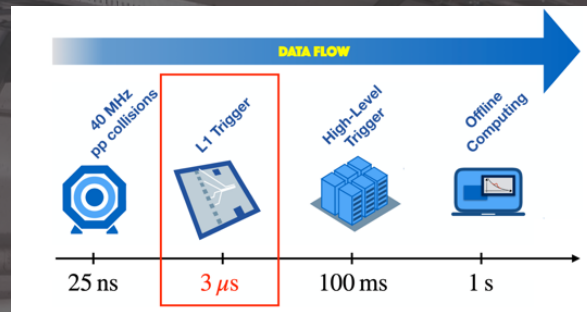 DATA FLOW
40 MHz
pp collisions
L1 Trigger
High-Level
Trigger
Offline
Computing
25 ns
3 μs
100 ms
1 s